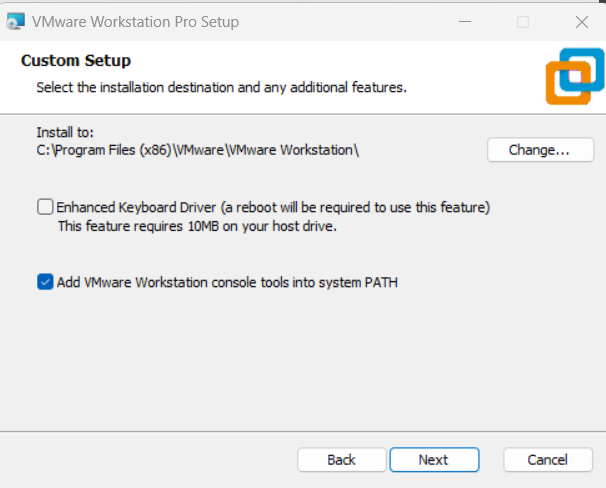 VMware Workstation Pro Setup
Custom Setup
Select the installation destination and any additional features.
Install to:
C:\Program Files (x86)\VMware\VMware Workstation\
Change...
Enhanced Keyboard Driver (a reboot will be required to use this feature)
This feature requires 10MB on your host drive.
Add VMware Workstation console tools into system PATH
Back
Next
Cancel